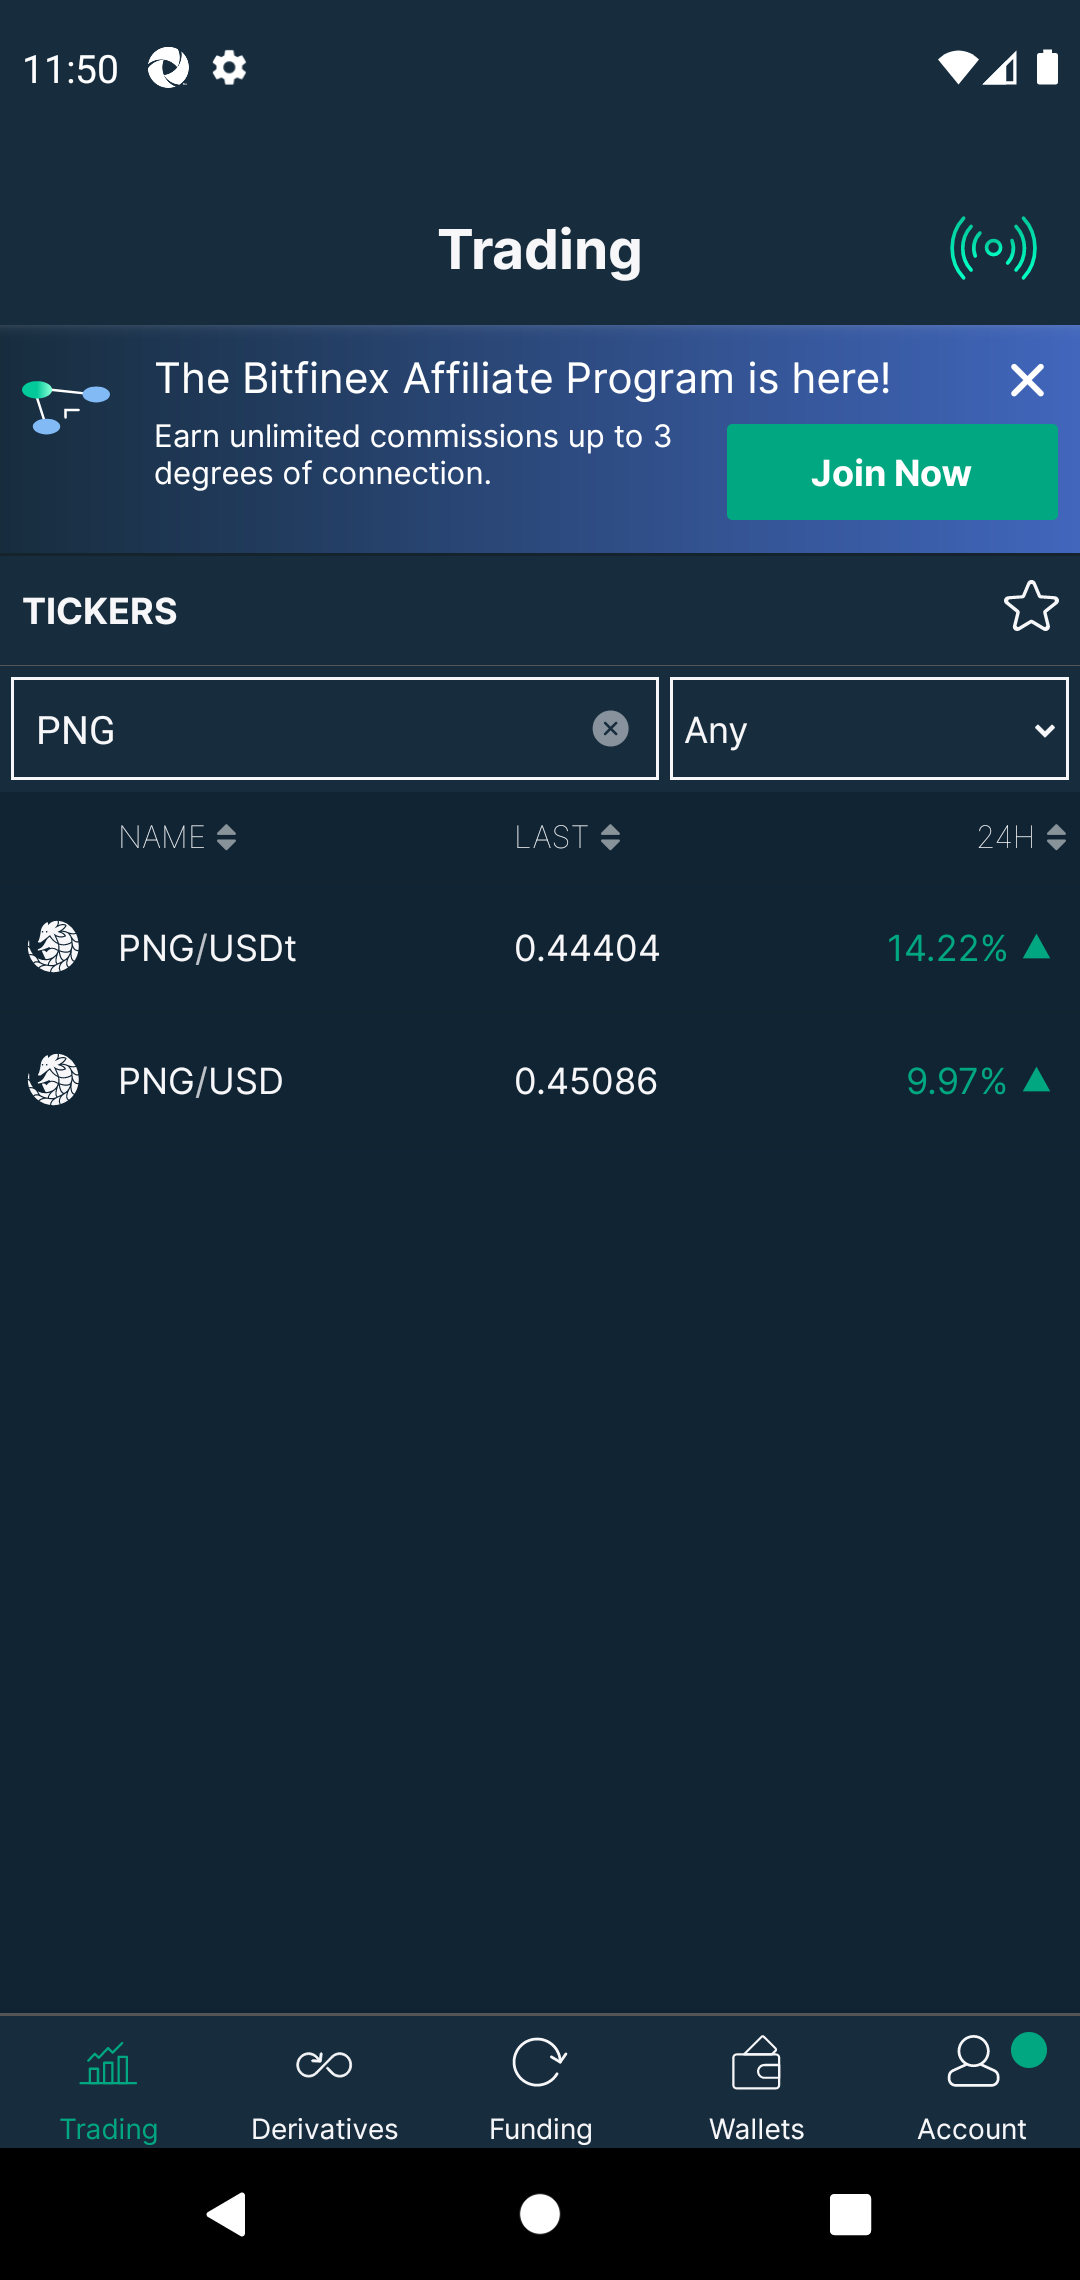 11:50
Trading
The Bitfinex Affiliate Program is here!
Earn unlimited commissions up to 3
degrees of connection.
Join Now
TICKERS
PNG
Any
NAME LAST 24H
PNG/USDt 0.44404 14.22%
PNG/USD 0.45086 9.97%
Trading Derivatives Funding Wallets Account